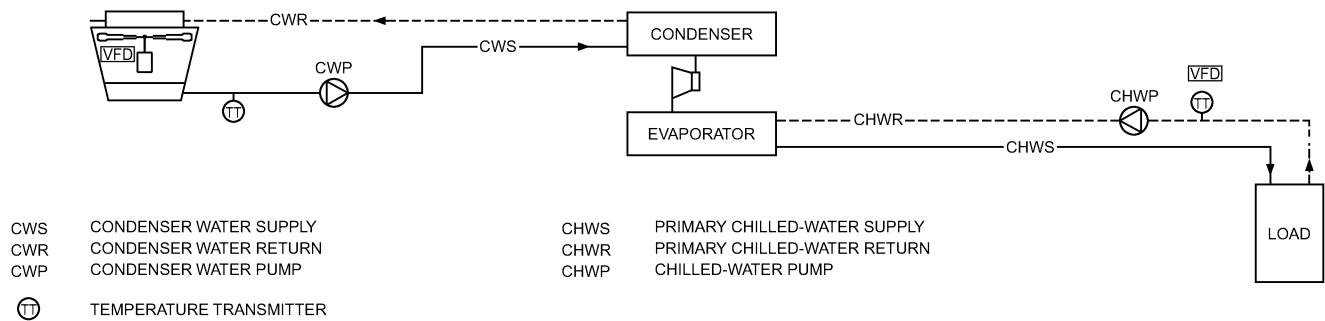 CWR
CONDENSER
CWS
VFD
CWP
VFD
TT
CHWP
TT
EVAPORATOR
CHWR
CHWS
LOAD
CWS CONDENSER WATER SUPPLY
CWR CONDENSER WATER RETURN
CWP CONDENSER WATER PUMP
TT TEMPERATURE TRANSMITTER
CHWS PRIMARY CHILLED-WATER SUPPLY
CHWR PRIMARY CHILLED-WATER RETURN
CHWP CHILLED-WATER PUMP